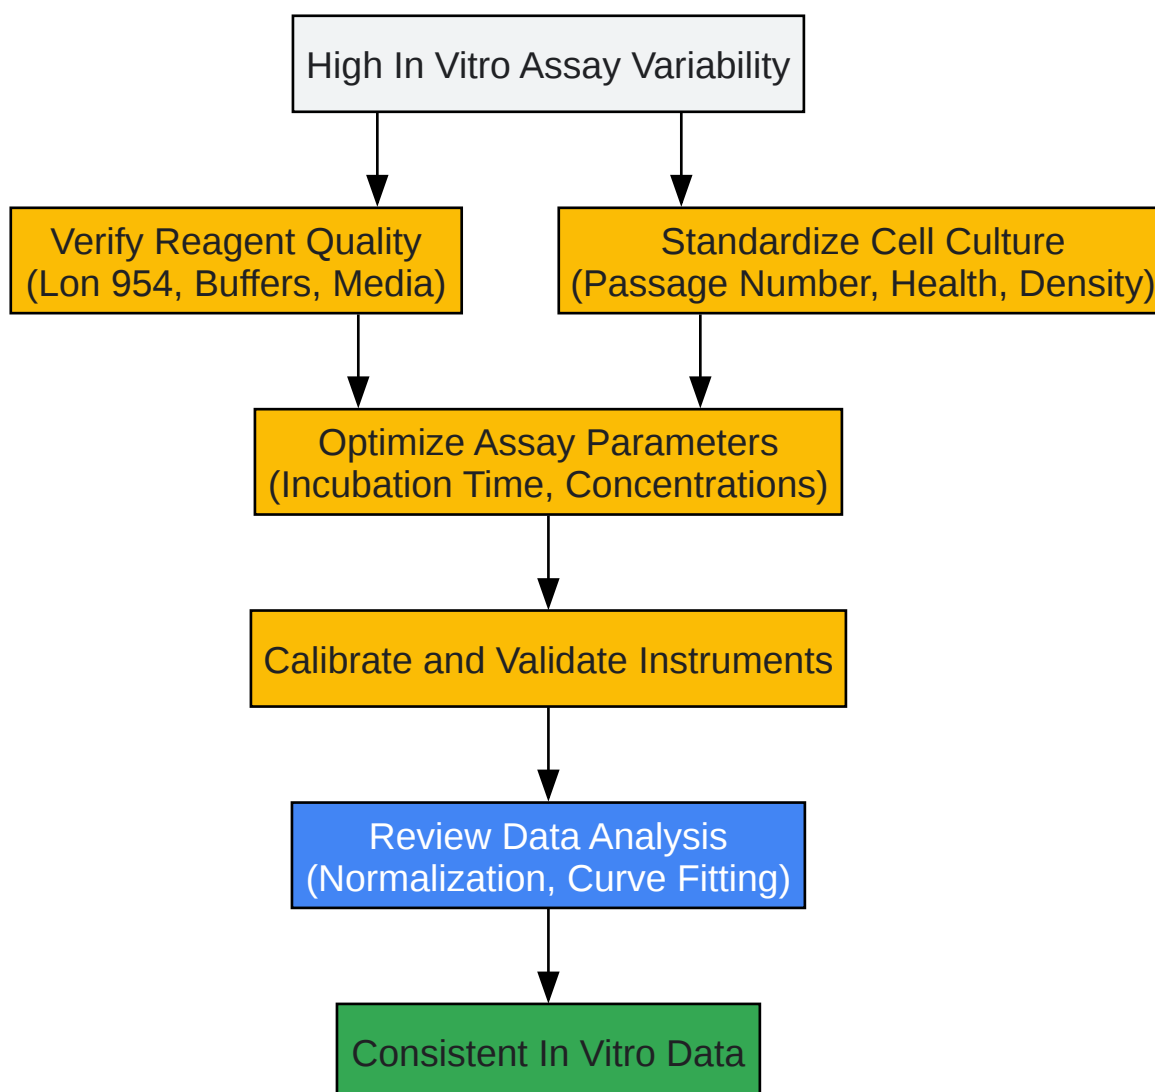 High In Vitro Assay Variability
Verify Reagent Quality
(Lon 954, Buffers, Media)
Standardize Cell Culture
(Passage Number, Health, Density)
Optimize Assay Parameters
(Incubation Time, Concentrations)
Calibrate and Validate Instruments
Review Data Analysis
(Normalization, Curve Fitting)
Consistent In Vitro Data